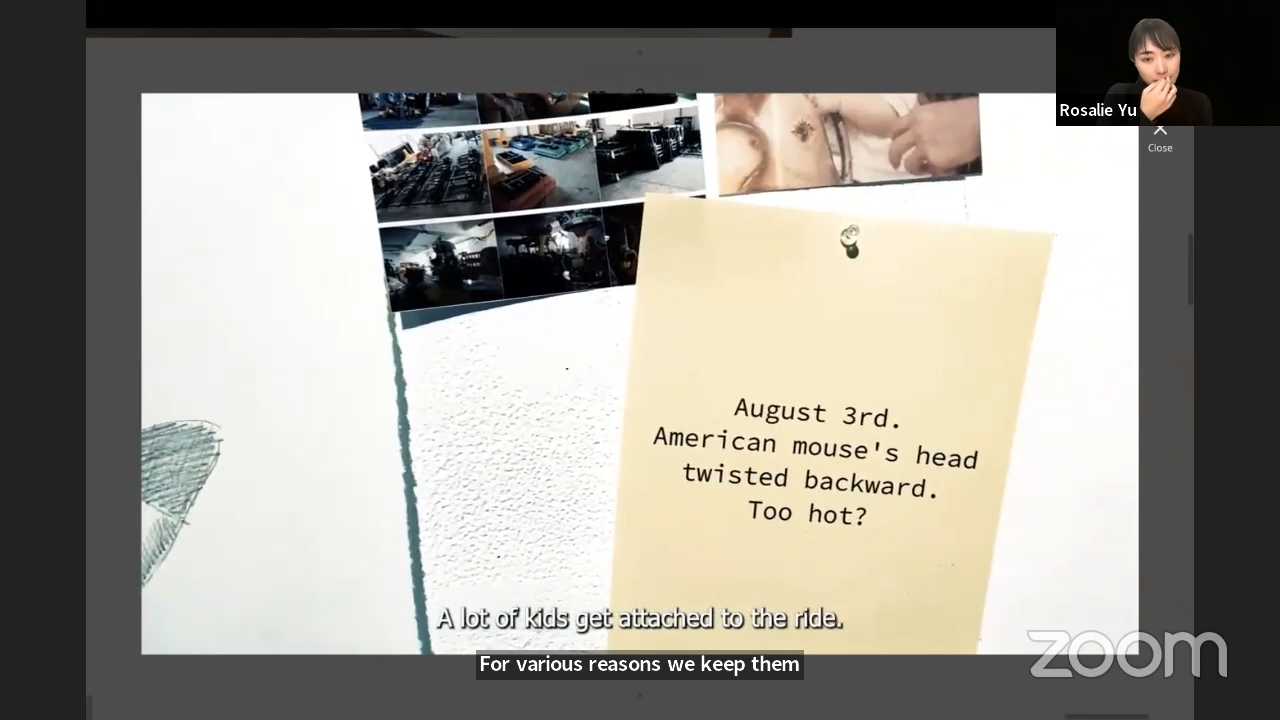 Rosalie Yu
Close
August 3rd.
American mouse's head
twisted backward.
Too hot?
A lot of kids get attached to the ride.
For various reasons we keep them
zoom